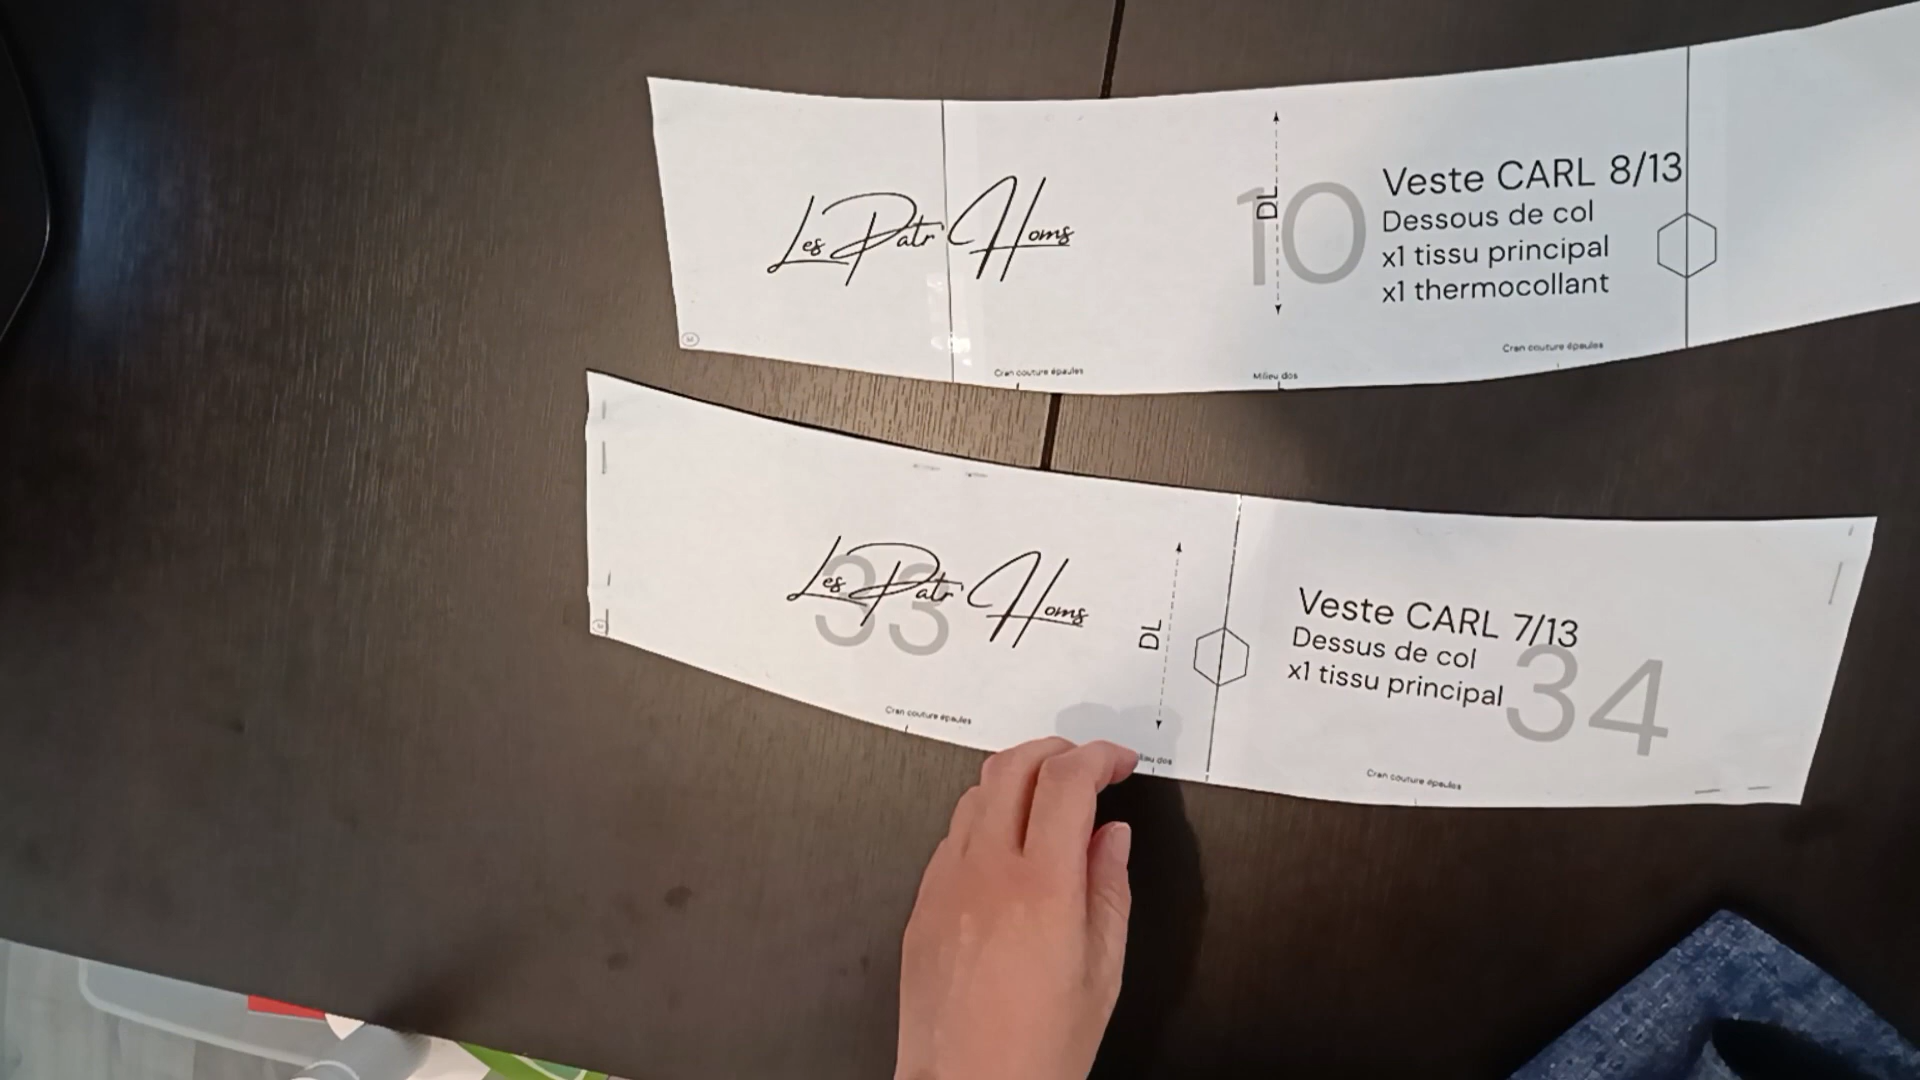 Les Patr'Homs
10
DL
Veste CARL 8/13
Dessous de col
x1 tissu principal
x1 thermocollant
Cran couture épaules
Milieu dos
Cran couture épaules
Les Patr'Homs
33
DL
Veste CARL 7/13
Dessus de col
x1 tissu principal
34
Cran couture épaules
dos
Cran couture épaules